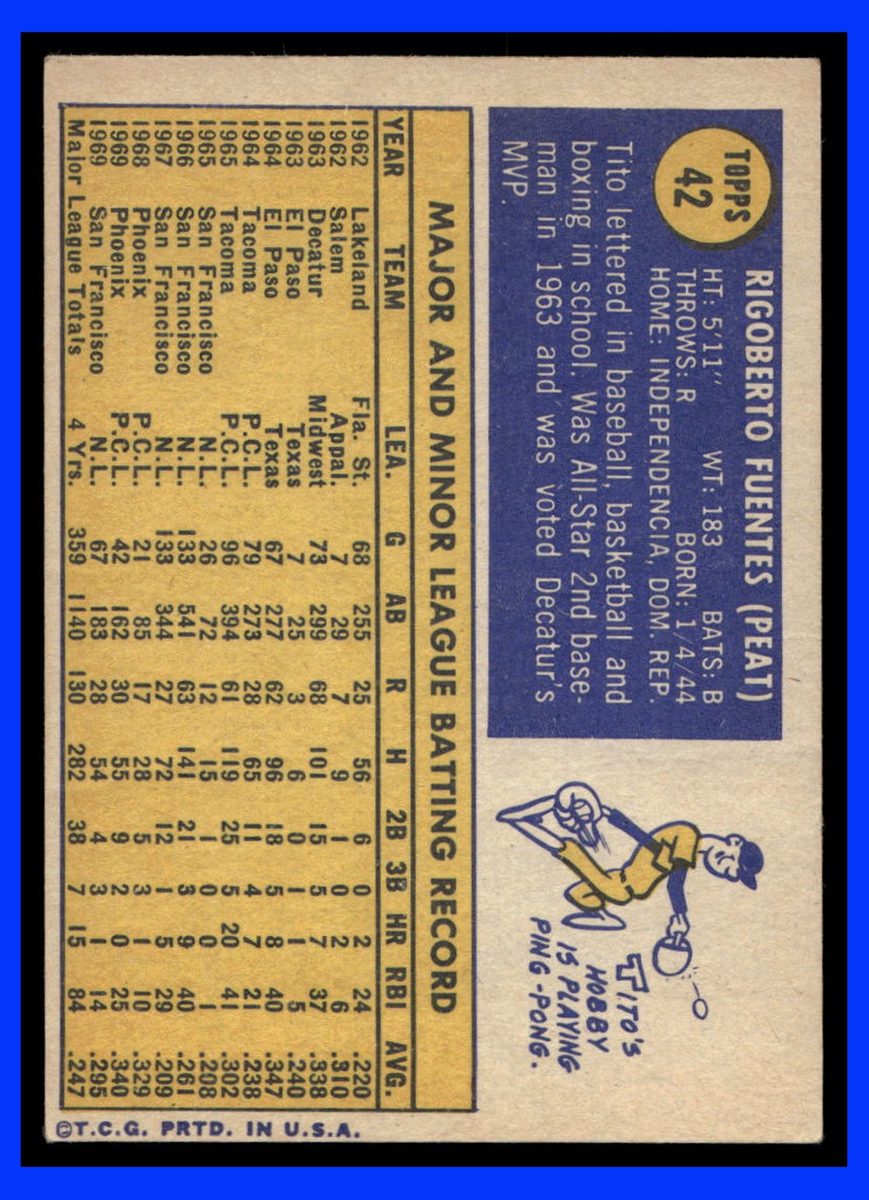 TOPPS
42
RIGOBERTO FUENTES (PEAT)
HT: 5'11" WT: 183 BATS: B
THROWS: R BORN: 1/4/44
HOME: INDEPENDENCIA, DOM. REP.
Tito lettered in baseball, basketball and
boxing in school. Was All-Star 2nd base-
man in 1963 and was voted Decatur's
MVP.
TITO'S
HOBBY
IS PLAYING
PING-PONG.
MAJOR AND MINOR LEAGUE BATTING RECORD
YEAR TEAM LEA. G AB R H 2B 3B HR RBI AVG.
1962 Lakeland Fla. St. 68 255 25 56 6 0 2 24 .220
1962 Salem Appal. 7 29 7 9 1 0 2 6 .310
1963 Decatur Midwest 73 299 68 101 15 5 7 37 .338
1963 El Paso Texas 7 25 3 6 0 1 1 5 .240
1964 El Paso Texas 67 277 62 96 18 5 8 40 .347
1964 Tacoma P.C.L. 79 273 28 65 11 4 7 21 .238
1965 Tacoma P.C.L. 96 394 61 119 25 5 20 41 .302
1965 San Francisco N.L. 26 72 12 15 1 0 0 1 .208
1966 San Francisco N.L. 133 541 63 141 21 3 9 40 .261
1967 San Francisco N.L. 133 344 27 72 12 1 5 29 .209
1968 Phoenix P.C.L. 21 85 17 28 5 3 1 10 .329
1969 Phoenix P.C.L. 42 162 30 55 9 2 0 25 .340
1969 San Francisco N.L. 67 183 28 54 4 3 1 14 .295
Major League Totals 4 Yrs. 359 1140 130 282 38 7 15 84 .247
©T.C.G. PRTD. IN U.S.A.